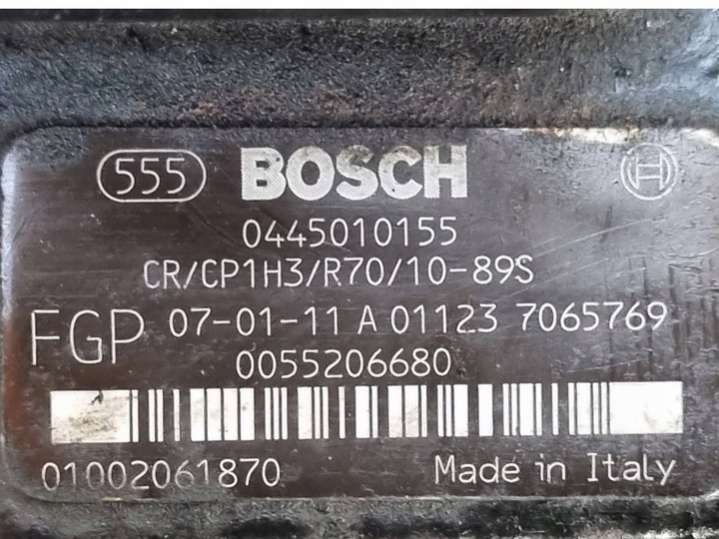 555 BOSCH
0445010155
CR/CP1H3/R70/10-89S
FGP 07-01-11 A 01123 7065769
0055206680
01002061870 Made in Italy